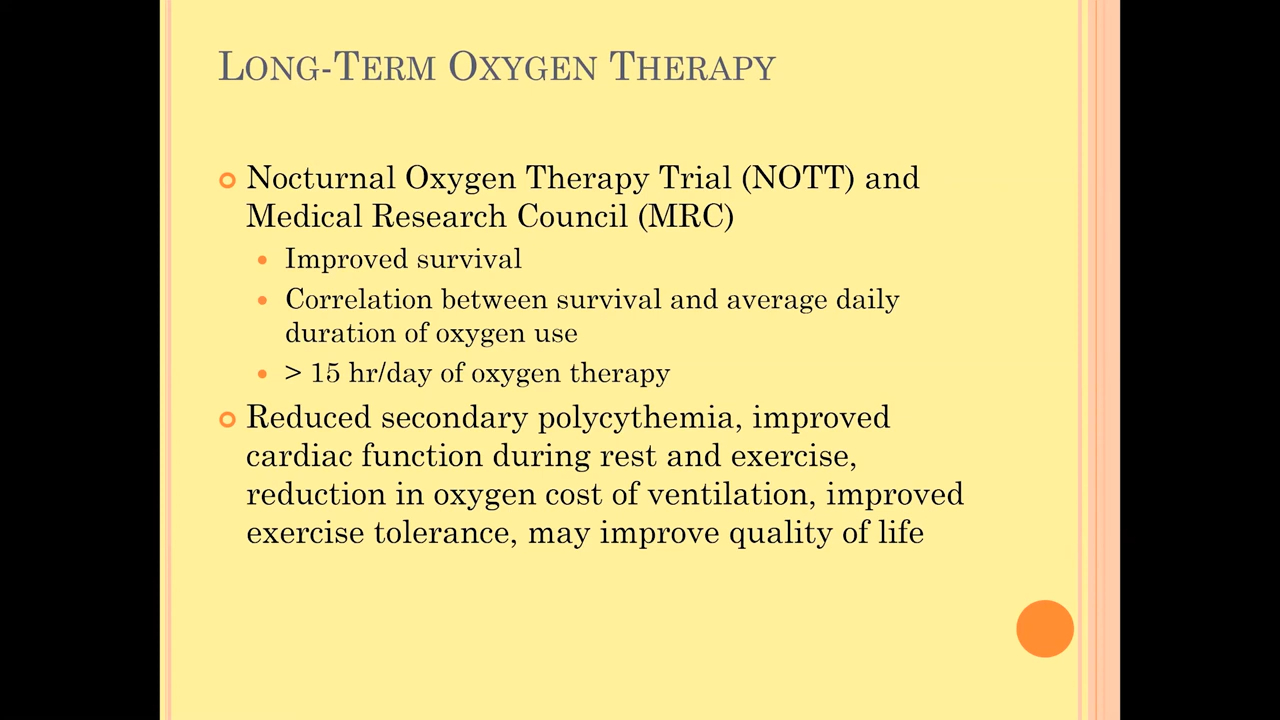 Long-Term Oxygen Therapy
Nocturnal Oxygen Therapy Trial (NOTT) and
Medical Research Council (MRC)
Improved survival
Correlation between survival and average daily
duration of oxygen use
> 15 hr/day of oxygen therapy
Reduced secondary polycythemia, improved
cardiac function during rest and exercise,
reduction in oxygen cost of ventilation, improved
exercise tolerance, may improve quality of life